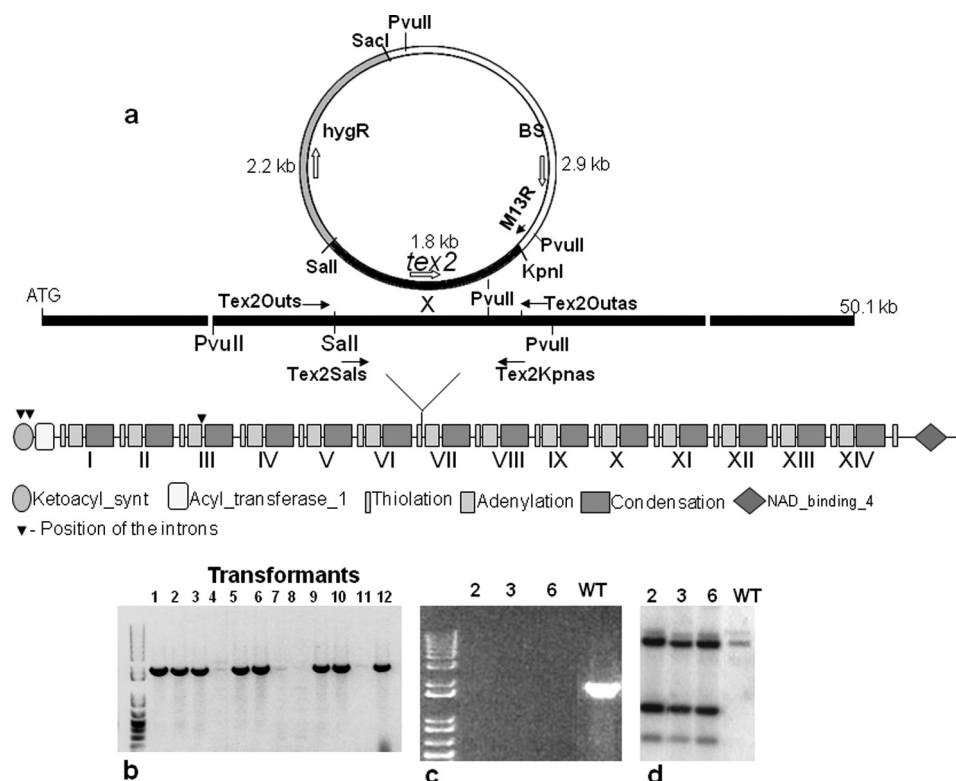 a
PvuII
SacI
hygR
BS
2.2 kb
2.9 kb
M13R
1.8 kb
tex2
PvuII
SalI
KpnI
PvuII
ATG
Tex2Outs
X
Tex2Outas
50.1 kb
PvuII
SalI
PvuII
Tex2Sals
Tex2Kpnas
I II III IV V VI VII VIII IX X XI XII XIII XIV
Ketoacyl_synt Acyl_transferase_1 Thiolation Adenylation Condensation NAD_binding_4
- Position of the introns
Transformants
1 2 3 4 5 6 7 8 9 10 11 12
2 3 6 WT
2 3 6 WT
b
c
d